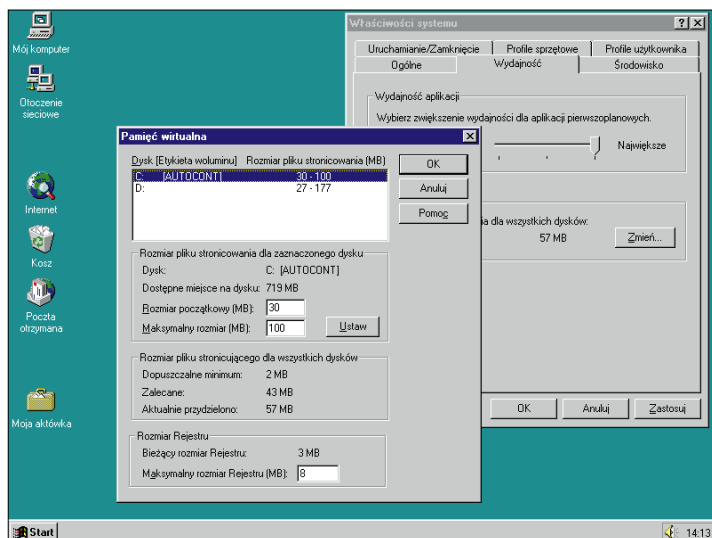 Mój komputer
Otoczenie
sieciowe
Internet
Kosz
Poczta
otrzymana
Moja aktówka
Właściwości systemu
Uruchamianie/Zamknięcie Profile sprzętowe Profile użytkownika
Ogólne Wydajność Środowisko
Wydajność aplikacji
Wybierz zwiększenie wydajności dla aplikacji pierwszoplanowych.
Największe
dla wszystkich dysków:
57 MB Zmień...
OK Anuluj Zastosuj
Pamięć wirtualna
Dysk [Etykieta woluminu] Rozmiar pliku stronicowania (MB)
C: [AUTOCONT] 30 - 100
D: 27 - 177
OK
Anuluj
Pomoc
Rozmiar pliku stronicowania dla zaznaczonego dysku
Dysk: C: [AUTOCONT]
Dostępne miejsce na dysku: 719 MB
Rozmiar początkowy (MB): 30
Maksymalny rozmiar (MB): 100 Ustaw
Rozmiar pliku stronicującego dla wszystkich dysków
Dopuszczalne minimum: 2 MB
Zalecane: 43 MB
Aktualnie przydzielono: 57 MB
Rozmiar Rejestru
Bieżący rozmiar Rejestru: 3 MB
Maksymalny rozmiar Rejestru (MB): 8
Start 14:13